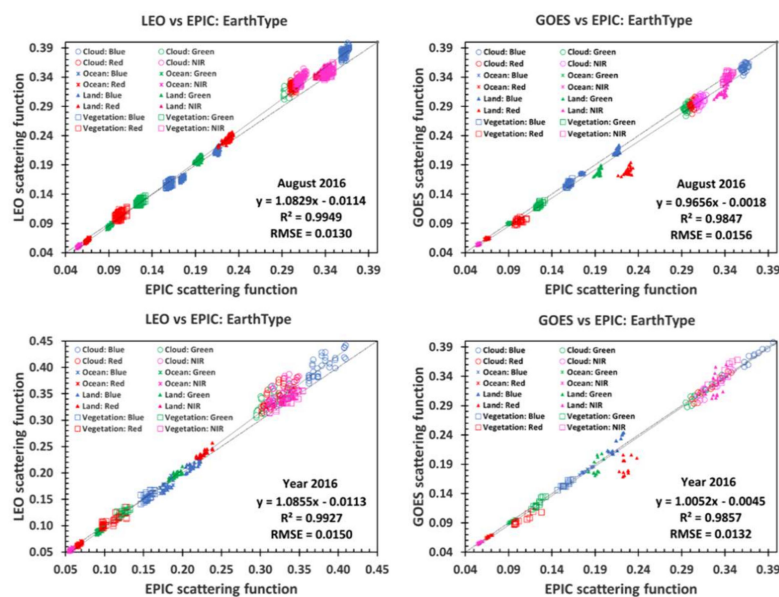 LEO vs EPIC: EarthType
LEO scattering function
0.39
0.34
0.29
0.24
0.19
0.14
0.09
0.04
Cloud: Blue Cloud: Green
Cloud: Red Cloud: NIR
Ocean: Blue Ocean: Green
Ocean: Red Ocean: NIR
Land: Blue Land: Green
Land: Red Land: NIR
Vegetation: Blue Vegetation: Green
Vegetation: Red Vegetation: NIR
August 2016
y = 1.0829x - 0.0114
R² = 0.9949
RMSE = 0.0130
0.04 0.09 0.14 0.19 0.24 0.29 0.34 0.39
EPIC scattering function
GOES vs EPIC: EarthType
GOES scattering function
0.39
0.34
0.29
0.24
0.19
0.14
0.09
0.04
Cloud: Blue Cloud: Green
Cloud: Red Cloud: NIR
Ocean: Blue Ocean: Green
Ocean: Red Ocean: NIR
Land: Blue Land: Green
Land: Red Land: NIR
Vegetation: Blue Vegetation: Green
Vegetation: Red Vegetation: NIR
August 2016
y = 0.9656x - 0.0018
R² = 0.9847
RMSE = 0.0156
0.04 0.09 0.14 0.19 0.24 0.29 0.34 0.39
EPIC scattering function
LEO vs EPIC: EarthType
LEO scattering function
0.45
0.40
0.35
0.30
0.25
0.20
0.15
0.10
0.05
Cloud: Blue Cloud: Green
Cloud: Red Cloud: NIR
Ocean: Blue Ocean: Green
Ocean: Red Ocean: NIR
Land: Blue Land: Green
Land: Red Land: NIR
Vegetation: Blue Vegetation: Green
Vegetation: Red Vegetation: NIR
Year 2016
y = 1.0855x - 0.0113
R² = 0.9927
RMSE = 0.0150
0.05 0.10 0.15 0.20 0.25 0.30 0.35 0.40 0.45
EPIC scattering function
GOES vs EPIC: EarthType
GOES scattering function
0.39
0.34
0.29
0.24
0.19
0.14
0.09
0.04
Cloud: Blue Cloud: Green
Cloud: Red Cloud: NIR
Ocean: Blue Ocean: Green
Ocean: Red Ocean: NIR
Land: Blue Land: Green
Land: Red Land: NIR
Vegetation: Blue Vegetation: Green
Vegetation: Red Vegetation: NIR
Year 2016
y = 1.0052x - 0.0045
R² = 0.9857
RMSE = 0.0132
0.04 0.09 0.14 0.19 0.24 0.29 0.34 0.39
EPIC scattering function